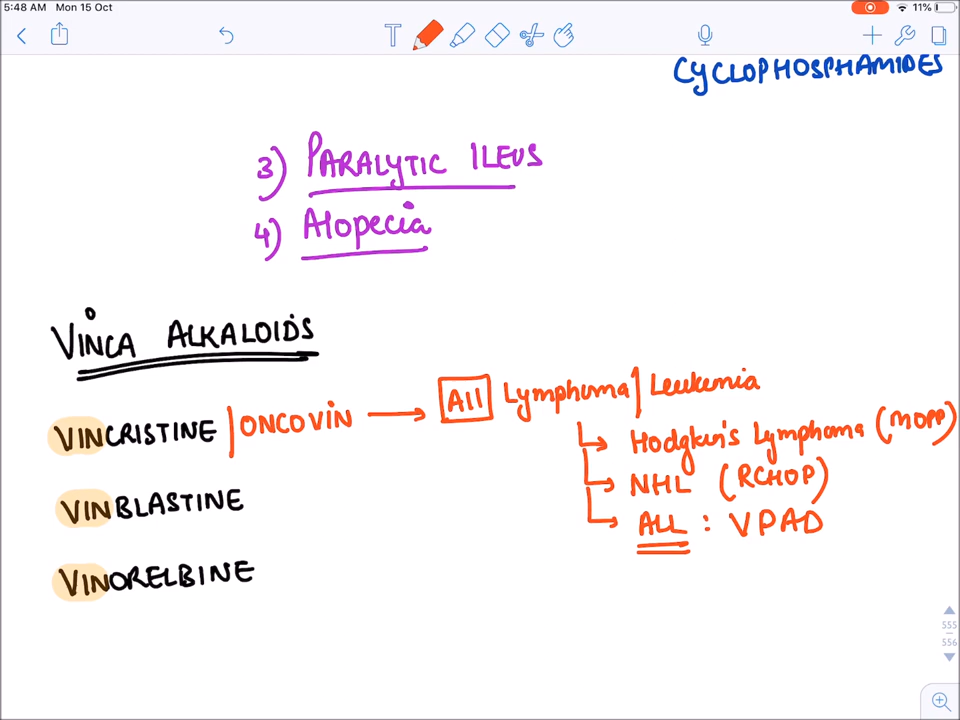 5:48 AM Mon 15 Oct 11%
T
CYCLOPHOSPHAMIDES
3) PARALYTIC ILEUS
4) Alopecia
VINCA ALKALOIDS
VINCRISTINE | ONCOVIN → All Lymphoma | Leukemia
↳ Hodgkin's Lymphoma (MOPP)
↳ NHL (RCHOP)
↳ ALL : VPAD
VINBLASTINE
VINORELBINE
555
556